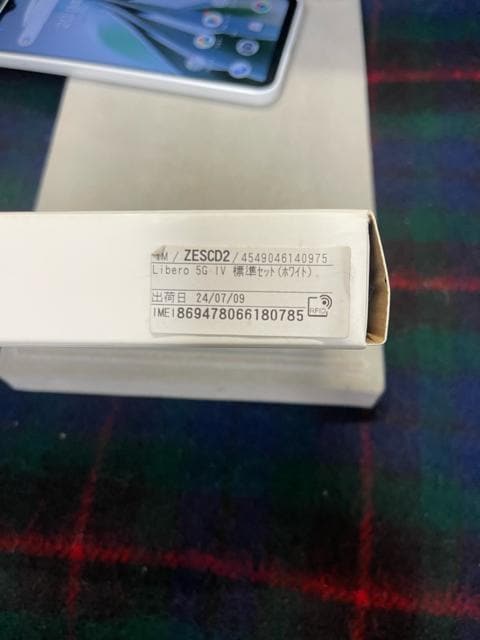 YM / ZESCD2 / 4549046140975
Libero 5G IV 標準セット(ホワイト)
出荷日 24/07/09
IMEI 869478066180785
RFID